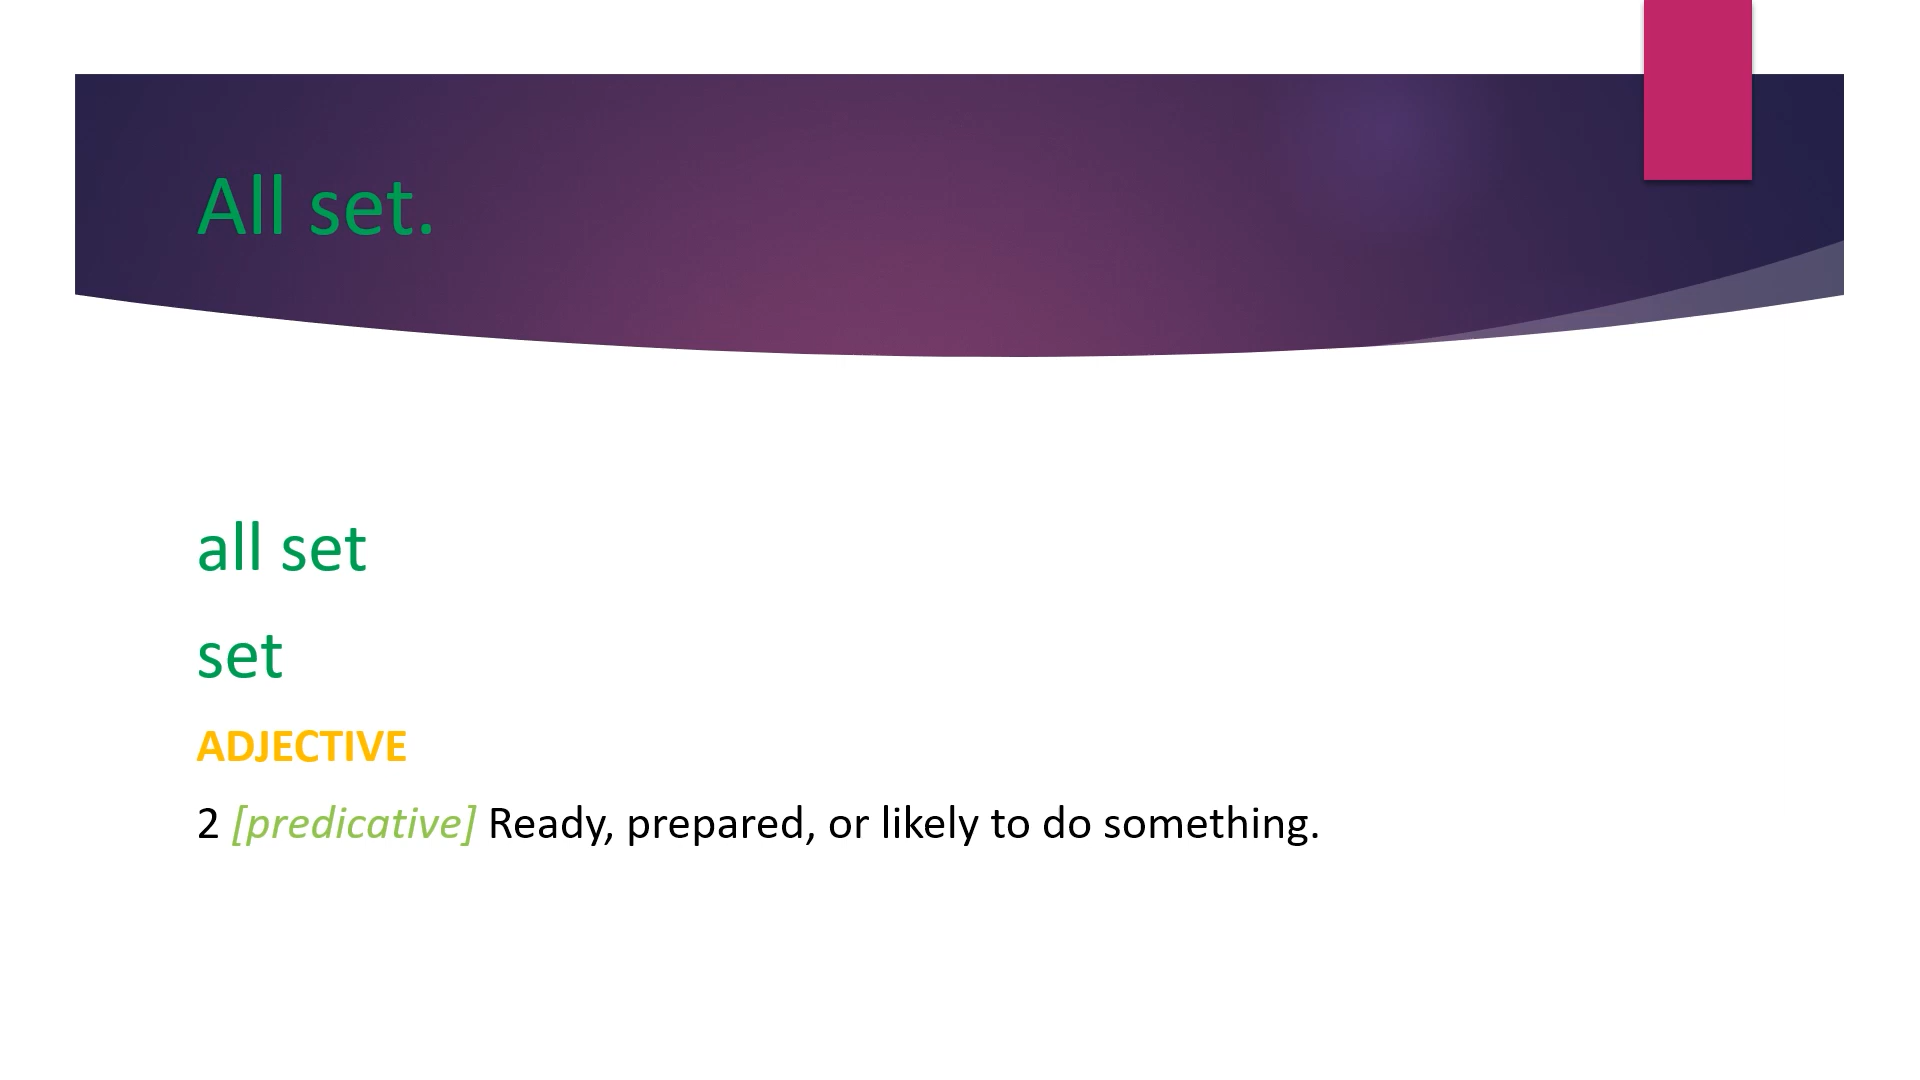 All set.
all set
set
ADJECTIVE
2 [predicative] Ready, prepared, or likely to do something.